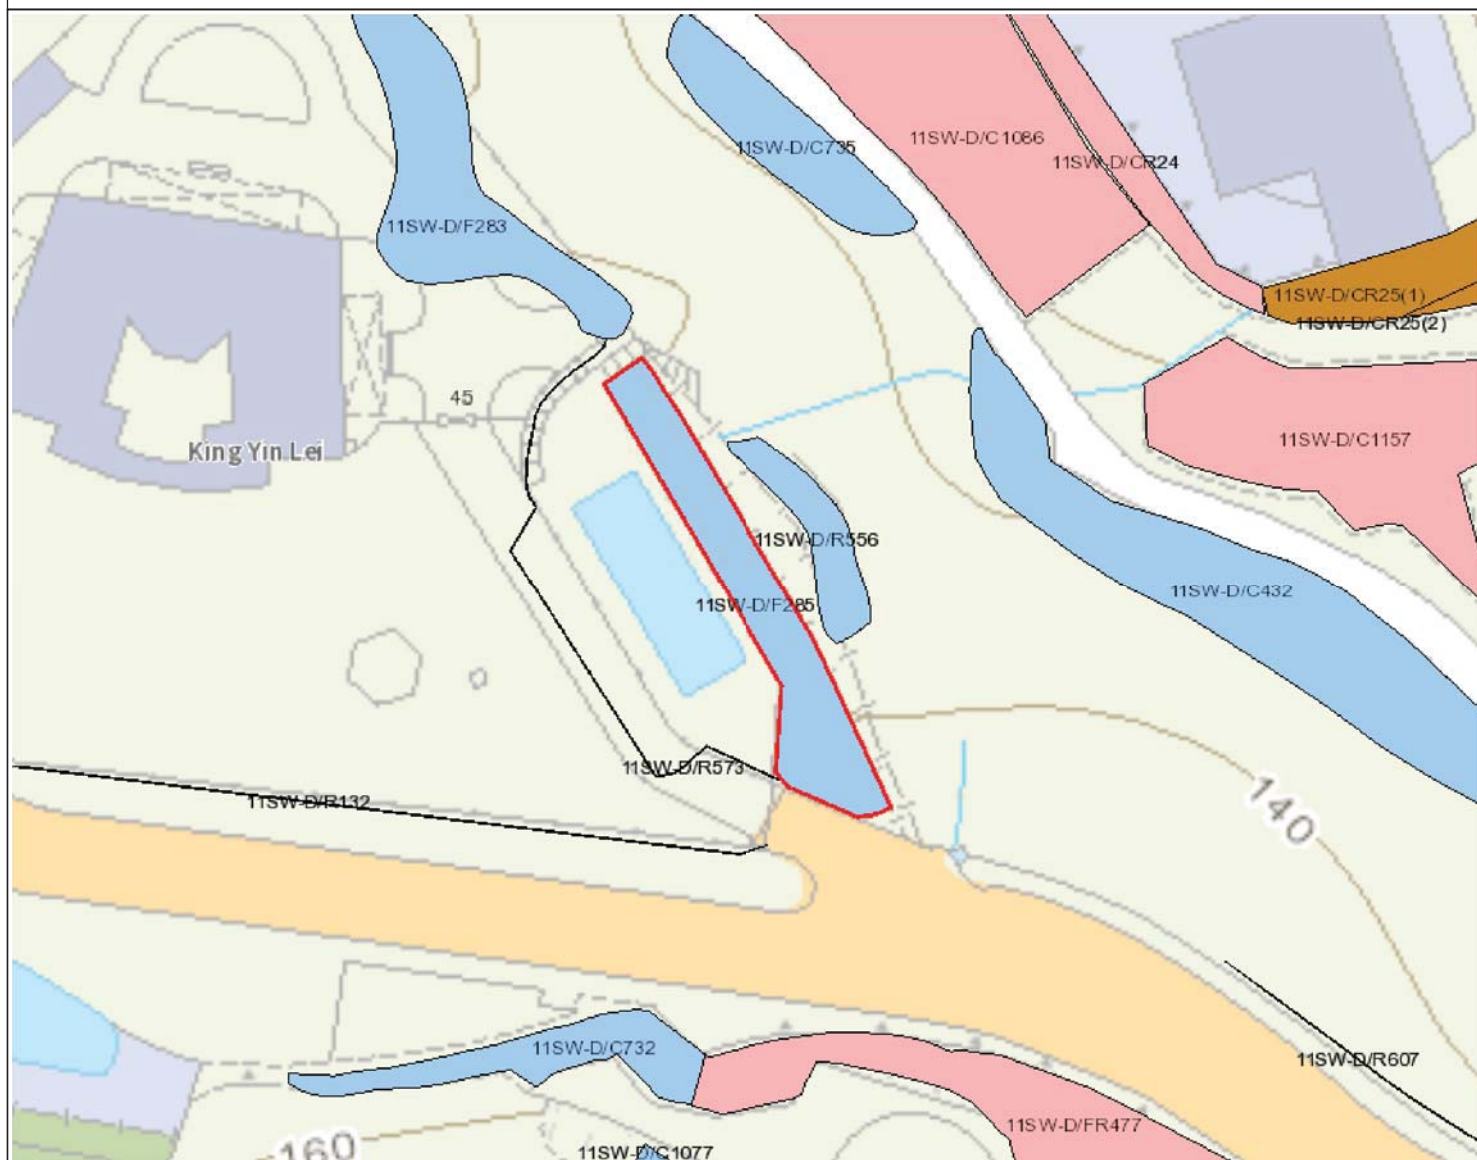 11SW-D/C1086
11SW-D/C735
11SW-D/CR24
11SW-D/F283
11SW-D/CR25(1)
11SW-D/CR25(2)
45
11SW-D/C1157
King Yin Lei
11SW-D/R556
11SW-D/C432
11SW-D/F285
11SW-D/R573
11SW-D/R132
140
11SW-D/C732
11SW-D/R607
11SW-D/FR477
160
11SW-D/C1077